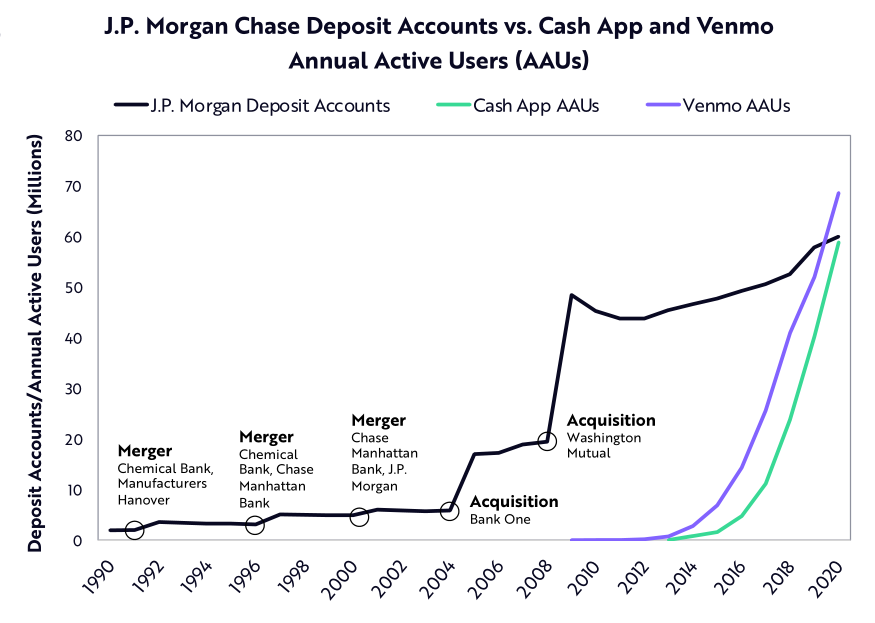 J.P. Morgan Chase Deposit Accounts vs. Cash App and Venmo
Annual Active Users (AAUs)
J.P. Morgan Deposit Accounts
Cash App AAUs
Venmo AAUs
Deposit Accounts/Annual Active Users (Millions)
80
70
60
50
40
30
20
10
0
Merger
Chemical Bank,
Manufacturers
Hanover
Merger
Chemical
Bank, Chase
Manhattan
Bank
Merger
Chase
Manhattan
Bank, J.P.
Morgan
Acquisition
Bank One
Acquisition
Washington
Mutual
1990
1992
1994
1996
1998
2000
2002
2004
2006
2008
2010
2012
2014
2016
2018
2020